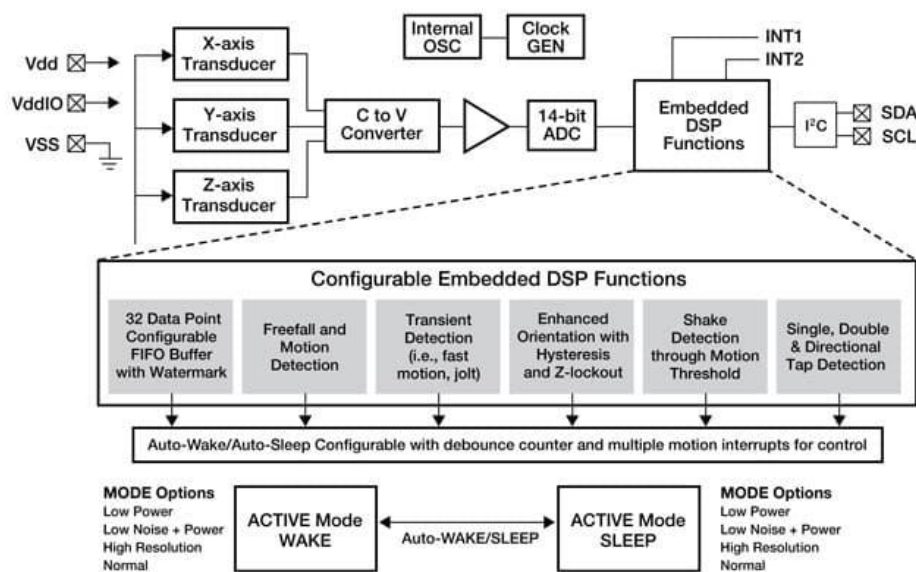 X-axis
Transducer
Internal
OSC
Clock
GEN
INT1
INT2
Vdd
VddIO
VSS
Y-axis
Transducer
C to V
Converter
14-bit
ADC
Embedded
DSP
Functions
I²C
SDA
SCL
Z-axis
Transducer
Configurable Embedded DSP Functions
32 Data Point
Configurable
FIFO Buffer
with Watermark
Freefall and
Motion
Detection
Transient
Detection
(i.e., fast
motion, jolt)
Enhanced
Orientation with
Hysteresis
and Z-lockout
Shake
Detection
through Motion
Threshold
Single, Double
& Directional
Tap Detection
Auto-Wake/Auto-Sleep Configurable with debounce counter and multiple motion interrupts for control
MODE Options
Low Power
Low Noise + Power
High Resolution
Normal
ACTIVE Mode
WAKE
Auto-WAKE/SLEEP
ACTIVE Mode
SLEEP
MODE Options
Low Power
Low Noise + Power
High Resolution
Normal